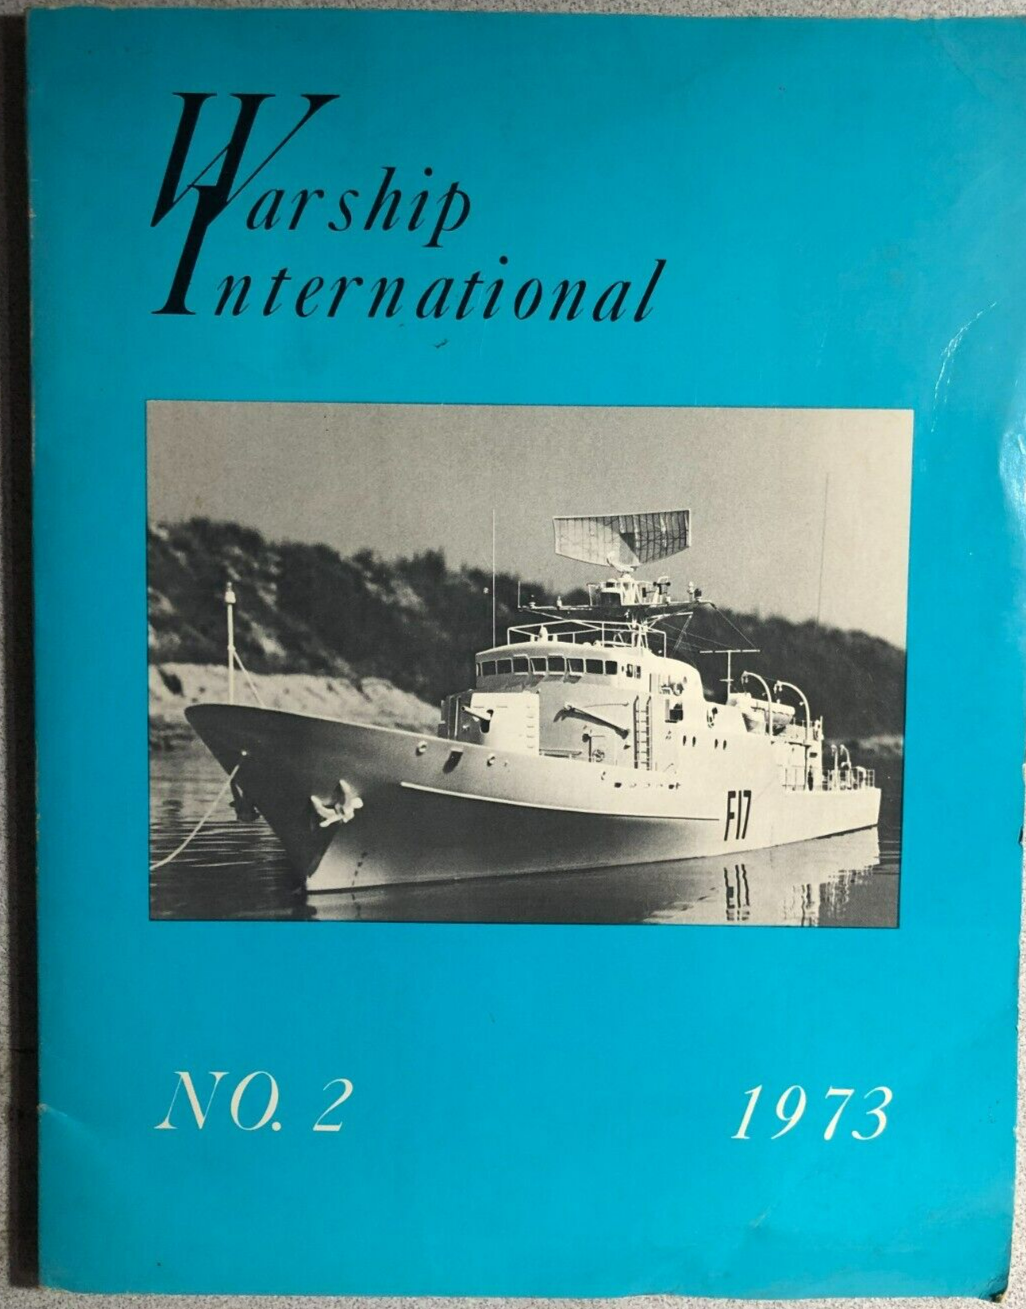 Warship
International
F17
NO. 2
1973